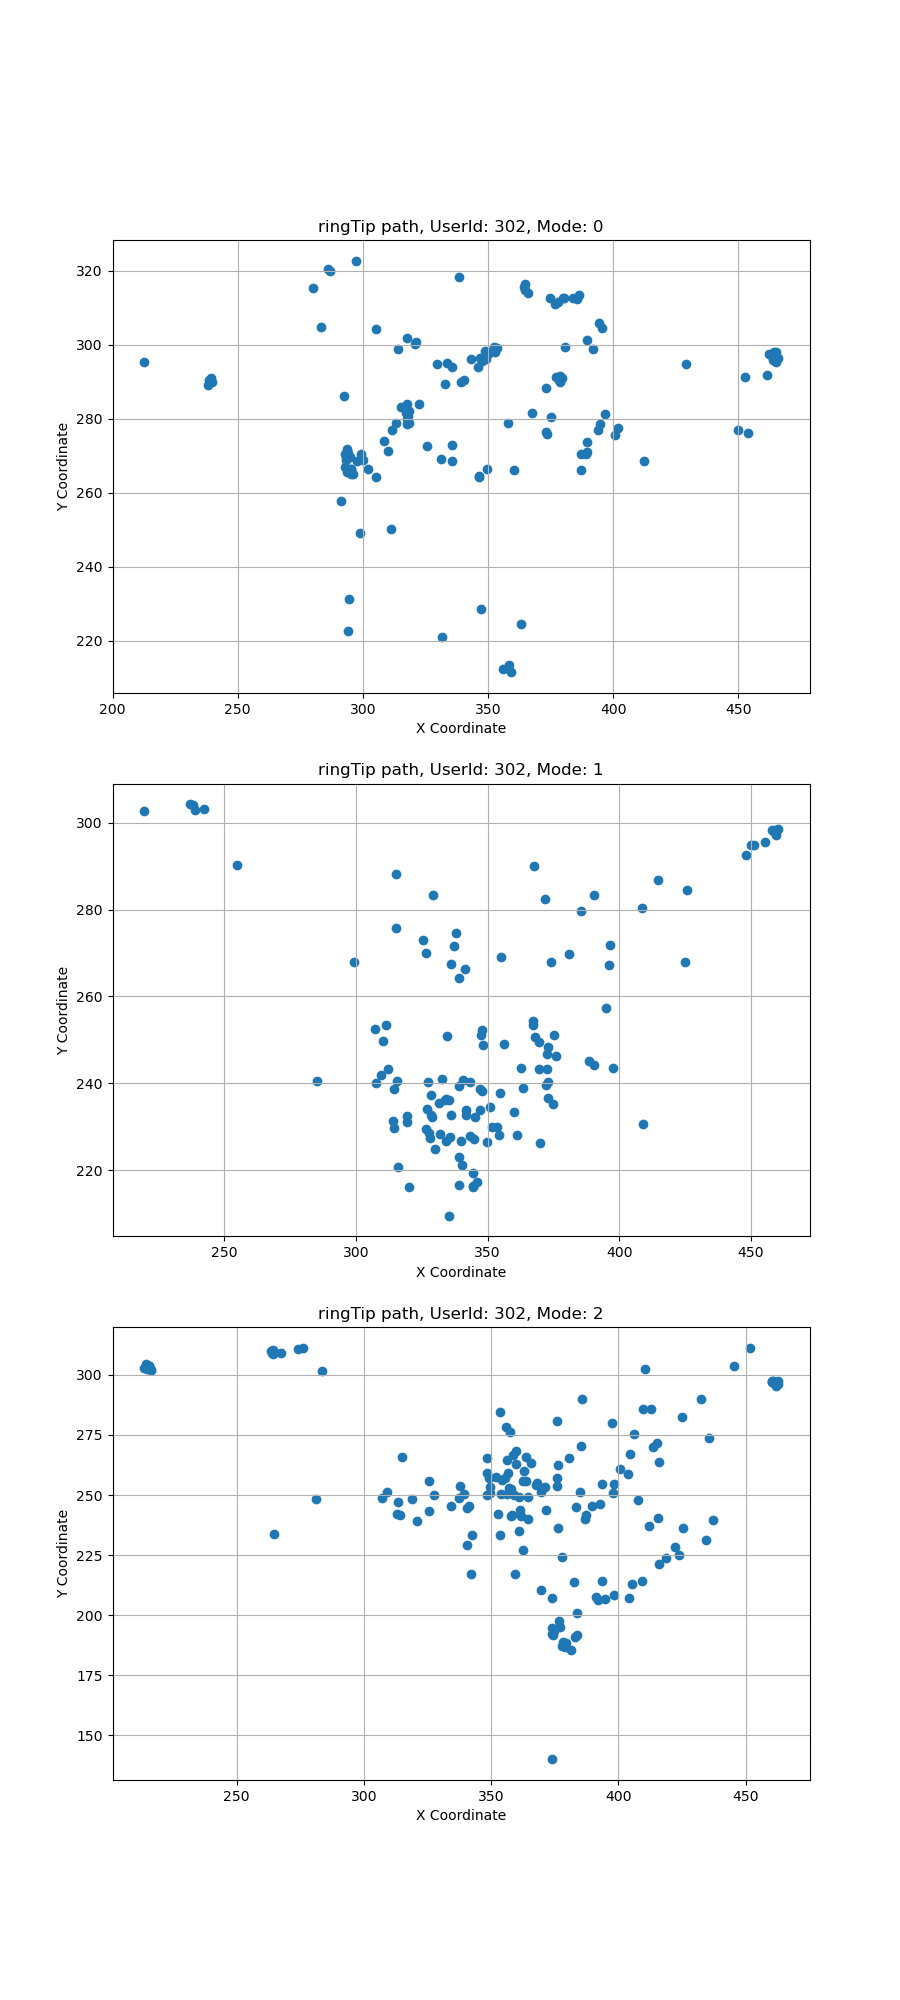 ringTip path, UserId: 302, Mode: 0
320
300
280
260
240
220
Y Coordinate
200 250 300 350 400 450
X Coordinate
ringTip path, UserId: 302, Mode: 1
300
280
260
240
220
Y Coordinate
250 300 350 400 450
X Coordinate
ringTip path, UserId: 302, Mode: 2
300
275
250
225
200
175
150
Y Coordinate
250 300 350 400 450
X Coordinate